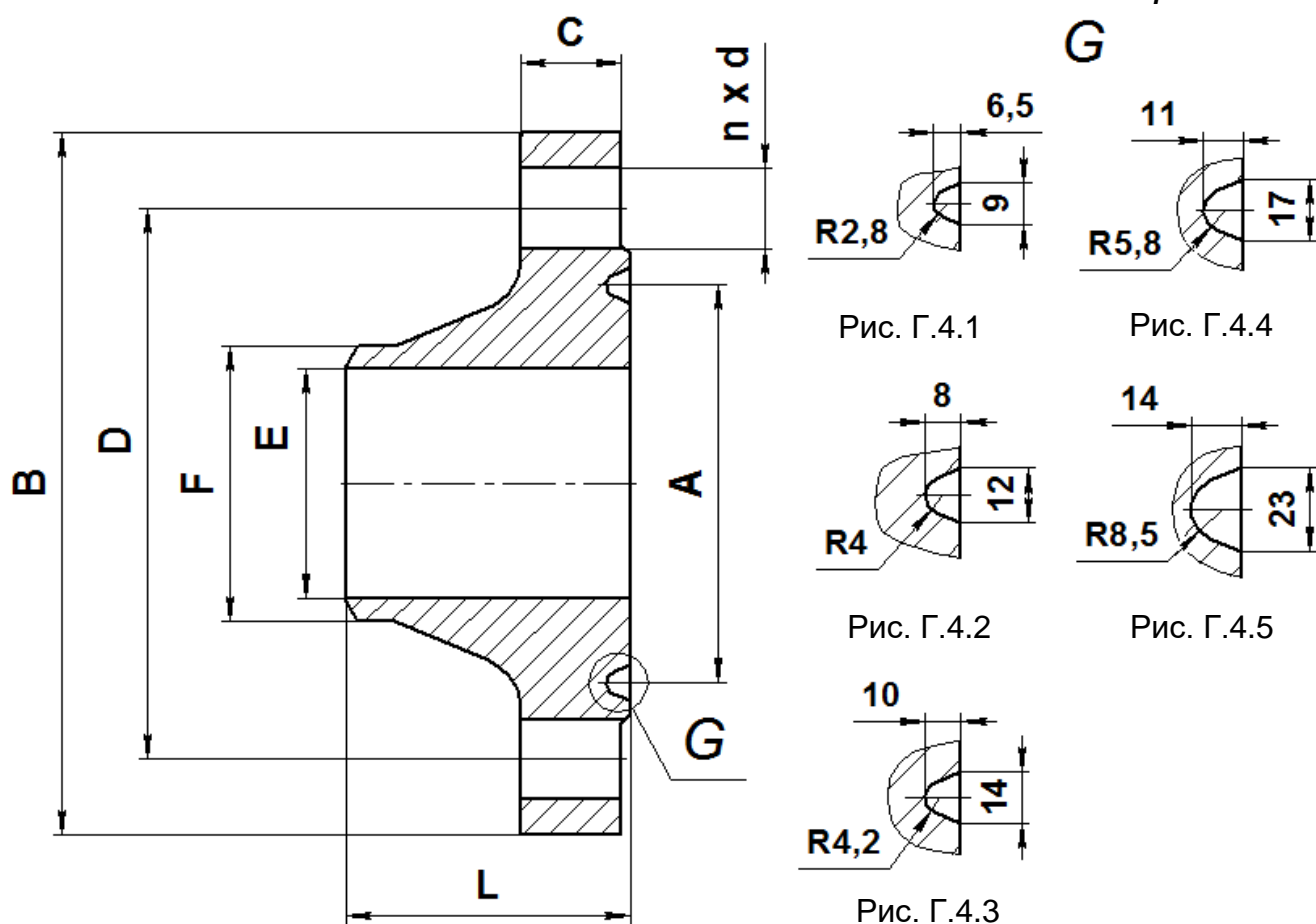 C
n x d
B
D
F
E
A
G
L
G
6,5
9
R2,8
Рис. Г.4.1
11
17
R5,8
Рис. Г.4.4
8
12
R4
Рис. Г.4.2
14
23
R8,5
Рис. Г.4.5
10
14
R4,2
Рис. Г.4.3